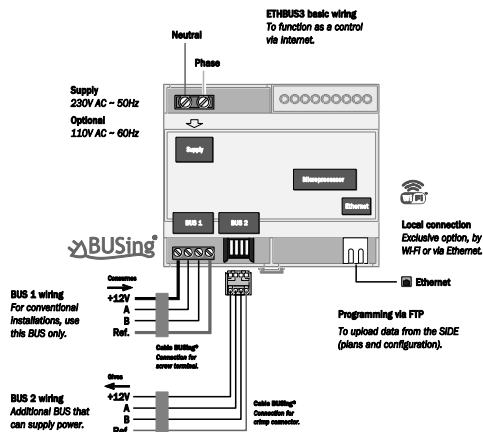 ETHBUS3 basic wiring
To function as a control
via Internet.
Neutral
Phase
Supply
230V AC ~ 50Hz
Optional
110V AC ~ 60Hz
Supply
Microprocessor
Ethernet
BUS 1
BUS 2
WiFi
BUSing®
Local connection
Exclusive option, by
Wi-Fi or via Ethernet.
Ethernet
Consumes
+12V
A
B
Ref.
BUS 1 wiring
For conventional
installations, use
this BUS only.
Cable BUSing®
Connection for
screw terminal.
Programming via FTP
To upload data from the SIDE
(plans and configuration).
Gives
+12V
A
B
Ref.
BUS 2 wiring
Additional BUS that
can supply power.
Cable BUSing®
Connection for
crimp connector.